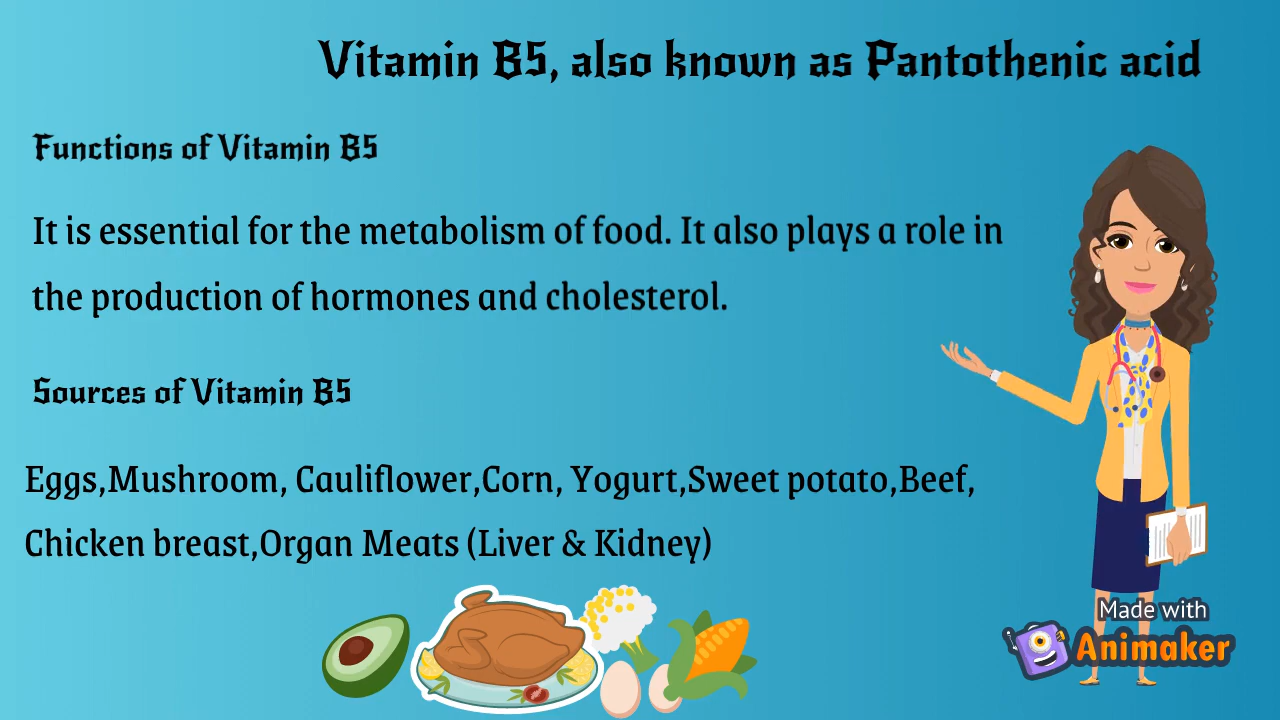 Vitamin B5, also known as Pantothenic acid
Functions of Vitamin B5
It is essential for the metabolism of food. It also plays a role in
the production of hormones and cholesterol.
Sources of Vitamin B5
Eggs,Mushroom, Cauliflower,Corn, Yogurt,Sweet potato,Beef,
Chicken breast,Organ Meats (Liver & Kidney)
Made with
Animaker